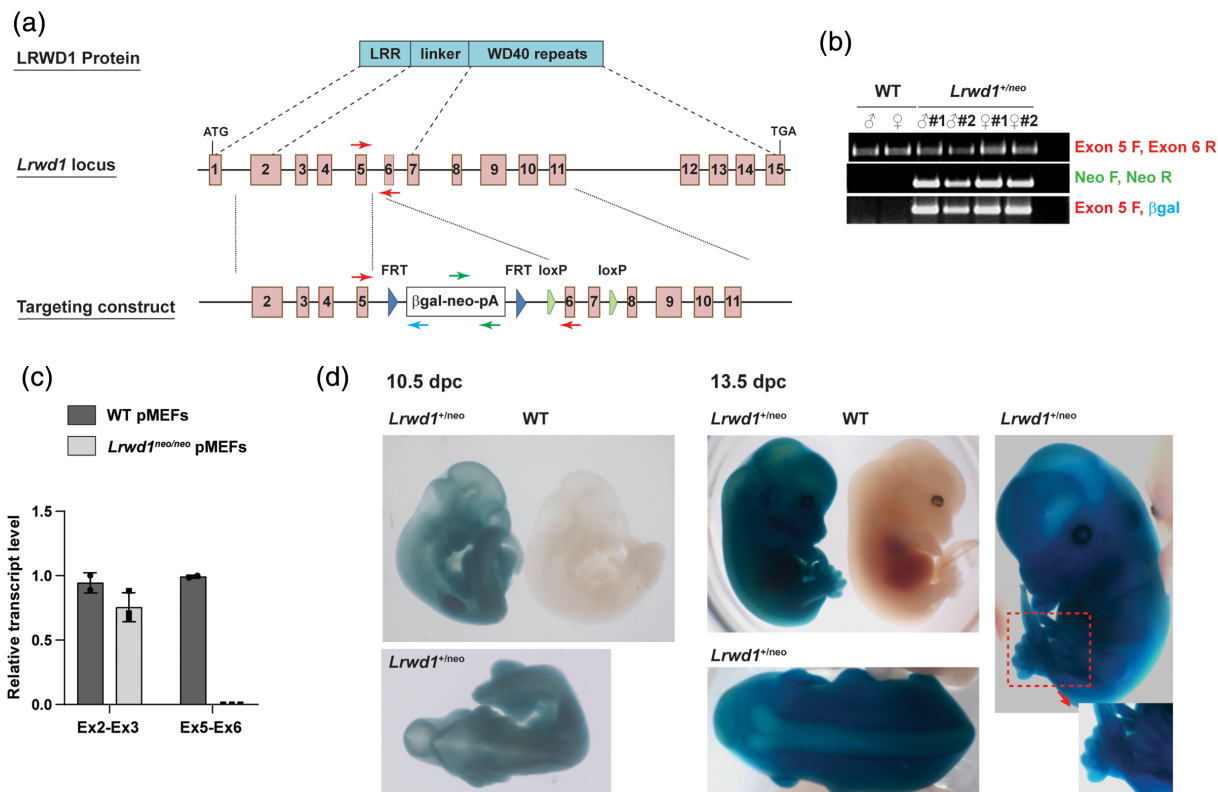 (a)
LRWD1 Protein
LRR linker WD40 repeats
ATG
TGA
Lrwd1 locus
1 2 3 4 5 6 7 8 9 10 11 12 13 14 15
FRT FRT loxP loxP
Targeting construct
2 3 4 5 βgal-neo-pA 6 7 8 9 10 11
(b)
WT Lrwd1+/neo
♂ ♀ ♂#1 ♂#2 ♀#1 ♀#2
Exon 5 F, Exon 6 R
Neo F, Neo R
Exon 5 F, βgal
(c)
WT pMEFs
Lrwd1neo/neo pMEFs
Relative transcript level
1.5
1.0
0.5
0.0
Ex2-Ex3 Ex5-Ex6
(d)
10.5 dpc
Lrwd1+/neo WT
Lrwd1+/neo
13.5 dpc
Lrwd1+/neo WT
Lrwd1+/neo
Lrwd1+/neo